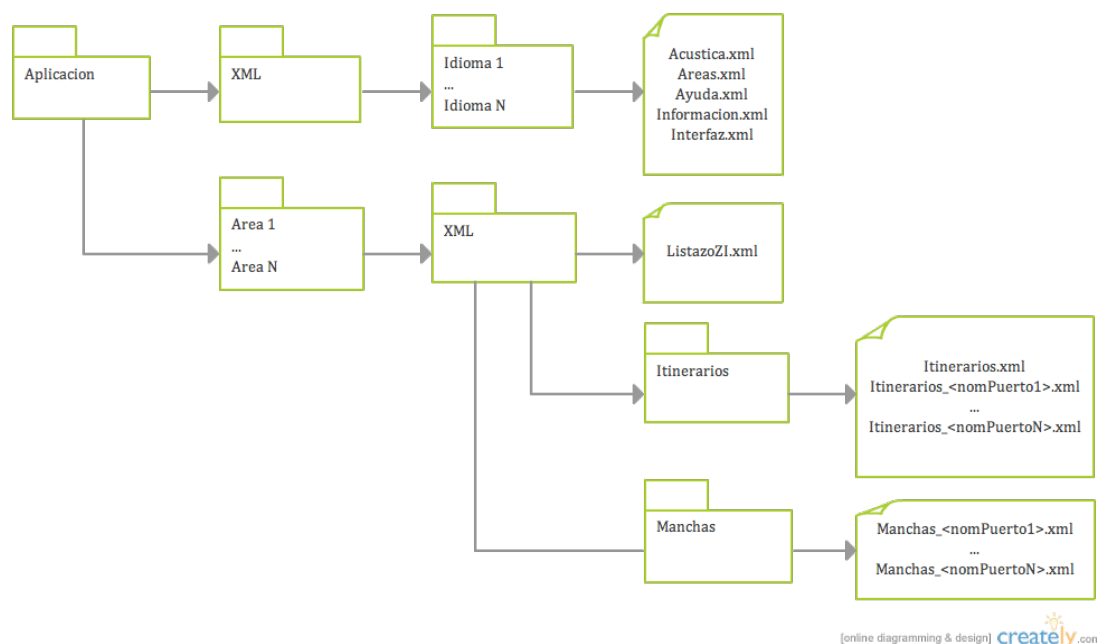 Aplicacion
XML
Idioma 1
...
Idioma N
Acustica.xml
Areas.xml
Ayuda.xml
Informacion.xml
Interfaz.xml
Area 1
...
Area N
XML
ListazoZI.xml
Itinerarios
Itinerarios.xml
Itinerarios_<nomPuerto1>.xml
...
Itinerarios_<nomPuertoN>.xml
Manchas
Manchas_<nomPuerto1>.xml
...
Manchas_<nomPuertoN>.xml
[online diagramming & design] creately.com